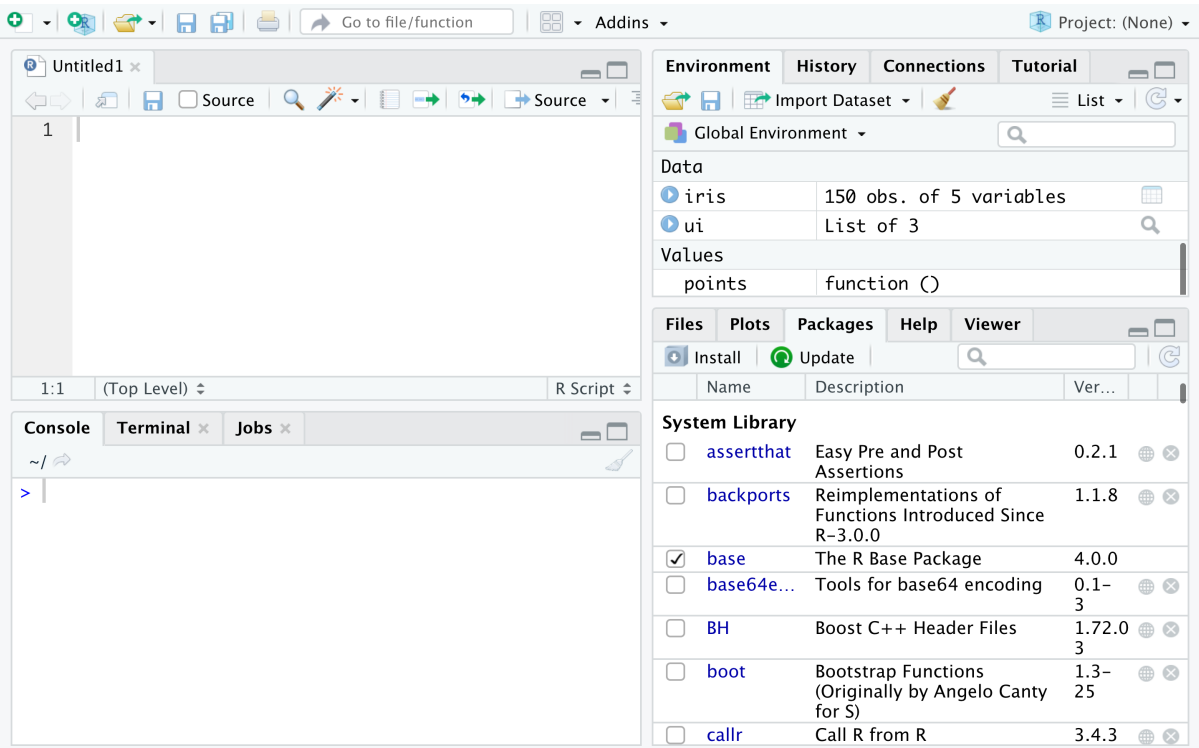 Go to file/function
Addins
Project: (None)
Untitled1
Source
Source
1
1:1
(Top Level)
R Script
Console
Terminal
Jobs
~/
>
Environment
History
Connections
Tutorial
Import Dataset
List
Global Environment
Data
iris 150 obs. of 5 variables
ui List of 3
Values
points function ()
Files
Plots
Packages
Help
Viewer
Install
Update
Name Description Ver...
System Library
assertthat Easy Pre and Post 0.2.1
Assertions
backports Reimplementations of 1.1.8
Functions Introduced Since
R-3.0.0
base The R Base Package 4.0.0
base64e... Tools for base64 encoding 0.1-
3
BH Boost C++ Header Files 1.72.0
3
boot Bootstrap Functions 1.3-
(Originally by Angelo Canty 25
for S)
callr Call R from R 3.4.3